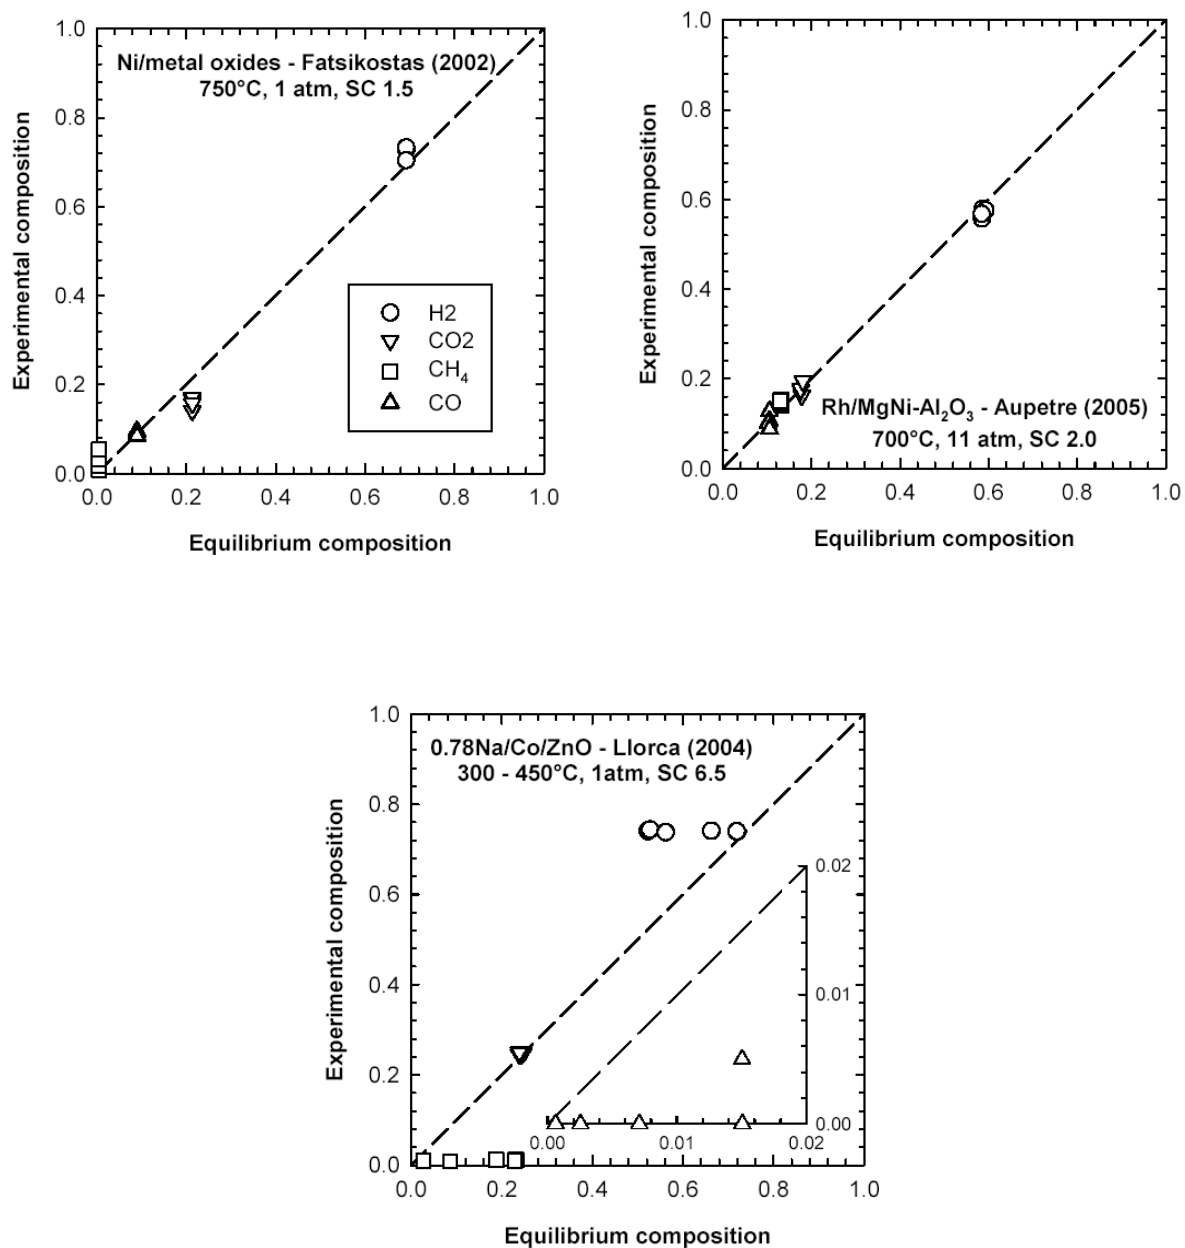 Ni/metal oxides - Fatsikostas (2002)
750°C, 1 atm, SC 1.5
Experimental composition
1.0
0.8
0.6
0.4
0.2
0.0
H2
CO2
CH4
CO
0.0 0.2 0.4 0.6 0.8 1.0
Equilibrium composition
Experimental composition
1.0
0.8
0.6
0.4
0.2
0.0
Rh/MgNi-Al2O3 - Aupetre (2005)
700°C, 11 atm, SC 2.0
0.0 0.2 0.4 0.6 0.8 1.0
Equilibrium composition
0.78Na/Co/ZnO - Llorca (2004)
300 - 450°C, 1atm, SC 6.5
Experimental composition
1.0
0.8
0.6
0.4
0.2
0.0
0.02
0.01
0.00
0.00 0.01 0.02
0.0 0.2 0.4 0.6 0.8 1.0
Equilibrium composition